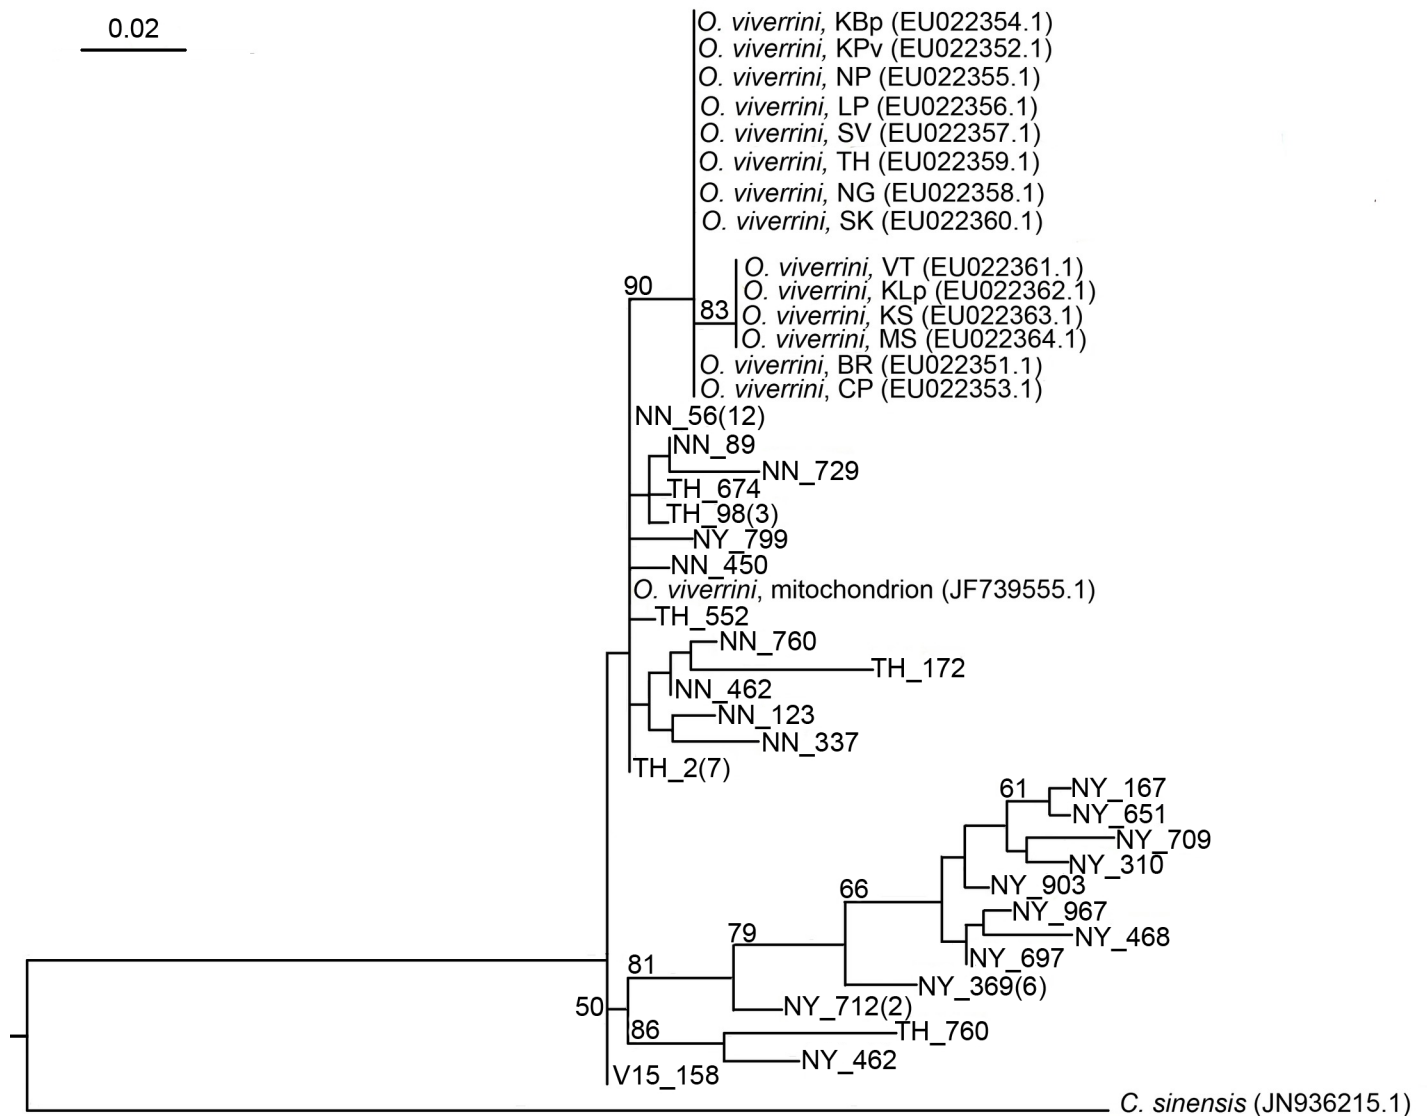 0.02
O. viverrini, KBp (EU022354.1)
O. viverrini, KPv (EU022352.1)
O. viverrini, NP (EU022355.1)
O. viverrini, LP (EU022356.1)
O. viverrini, SV (EU022357.1)
O. viverrini, TH (EU022359.1)
O. viverrini, NG (EU022358.1)
O. viverrini, SK (EU022360.1)
O. viverrini, VT (EU022361.1)
90
O. viverrini, KLp (EU022362.1)
83
O. viverrini, KS (EU022363.1)
O. viverrini, MS (EU022364.1)
O. viverrini, BR (EU022351.1)
O. viverrini, CP (EU022353.1)
NN_56(12)
NN_89
NN_729
TH_674
TH_98(3)
NY_799
NN_450
O. viverrini, mitochondrion (JF739555.1)
TH_552
NN_760
TH_172
NN_462
NN_123
NN_337
TH_2(7)
61
NY_167
NY_651
NY_709
NY_310
66
NY_903
NY_967
79
NY_468
NY_697
81
NY_369(6)
50
NY_712(2)
86
TH_760
NY_462
V15_158
C. sinensis (JN936215.1)